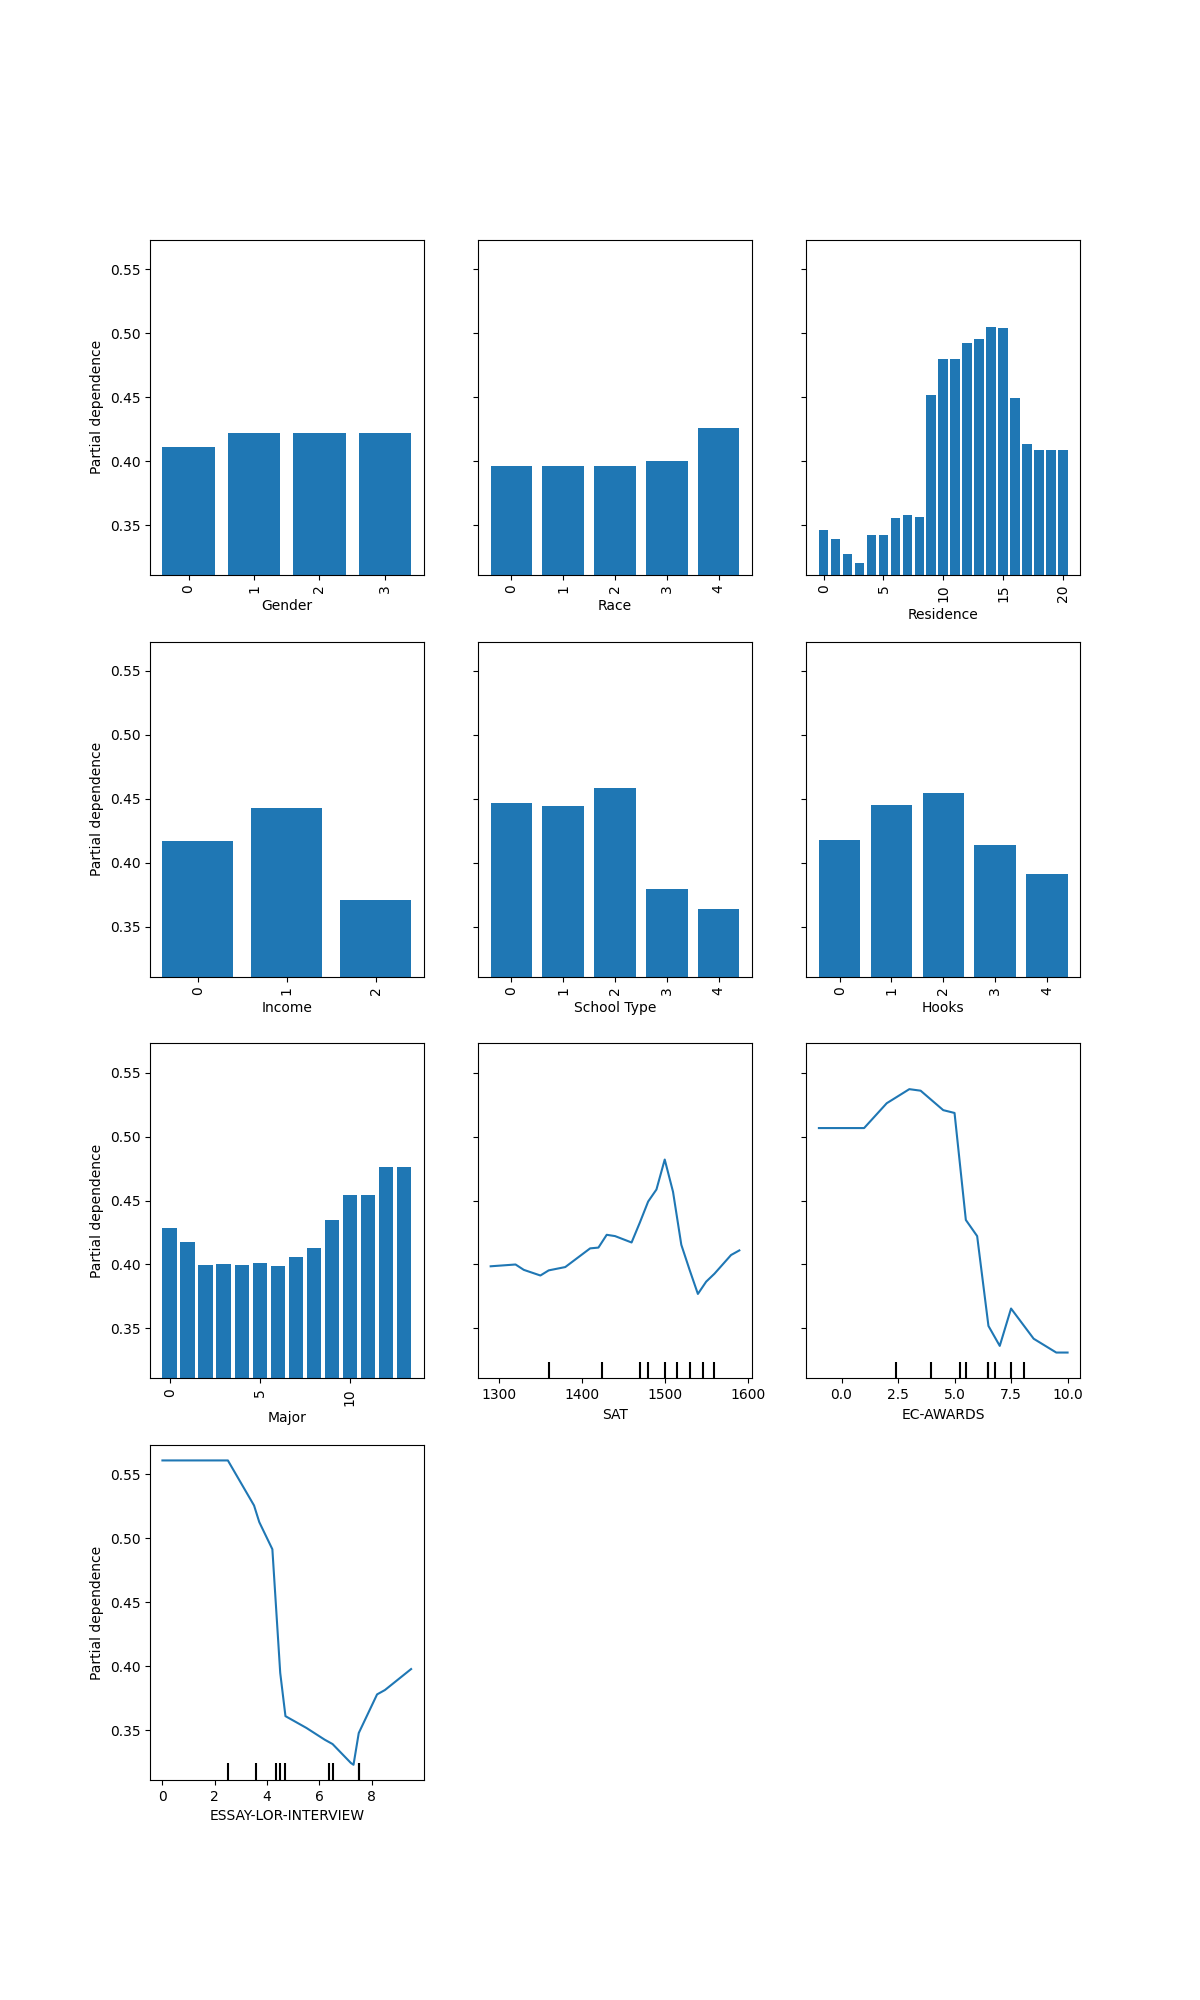 0.55
0.50
0.45
0.40
0.35
Partial dependence
0 1 2 3
Gender
0 1 2 3 4
Race
0 5 10 15 20
Residence
0.55
0.50
0.45
0.40
0.35
Partial dependence
0 1 2
Income
0 1 2 3 4
School Type
0 1 2 3 4
Hooks
0.55
0.50
0.45
0.40
0.35
Partial dependence
0 5 10
Major
1300 1400 1500 1600
SAT
0.0 2.5 5.0 7.5 10.0
EC-AWARDS
0.55
0.50
0.45
0.40
0.35
Partial dependence
0 2 4 6 8
ESSAY-LOR-INTERVIEW